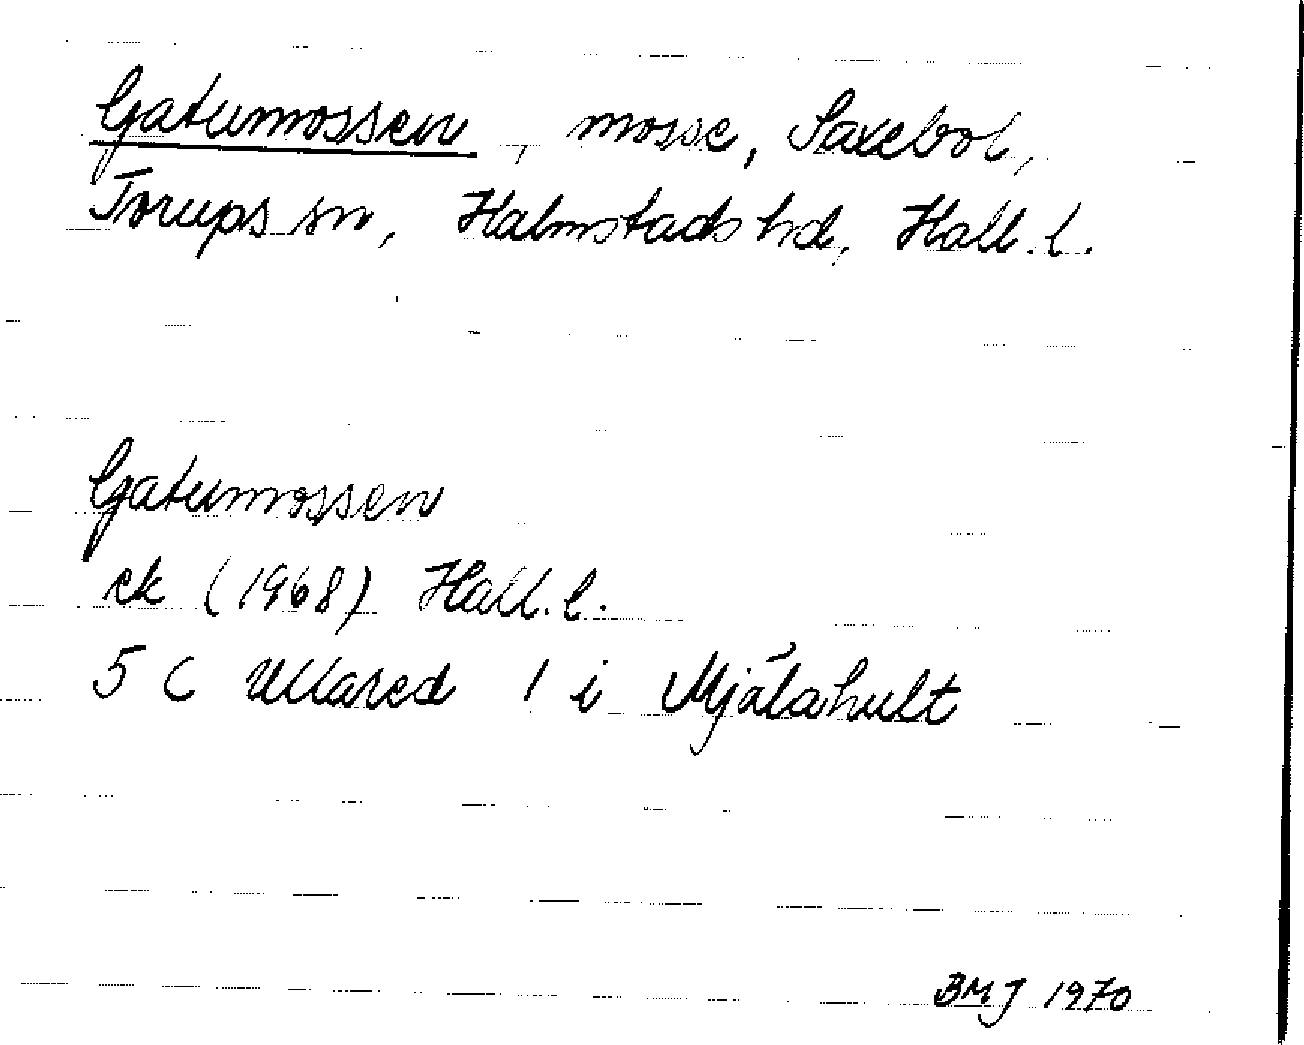 Gatumossen, mosse, Saxebol,
Torups sn, Halmstads hd, Hall. l.
Gatumossen
ek (1968) Hall. l.
5 C Ullared 1 i Mjälahult
BMJ 1970